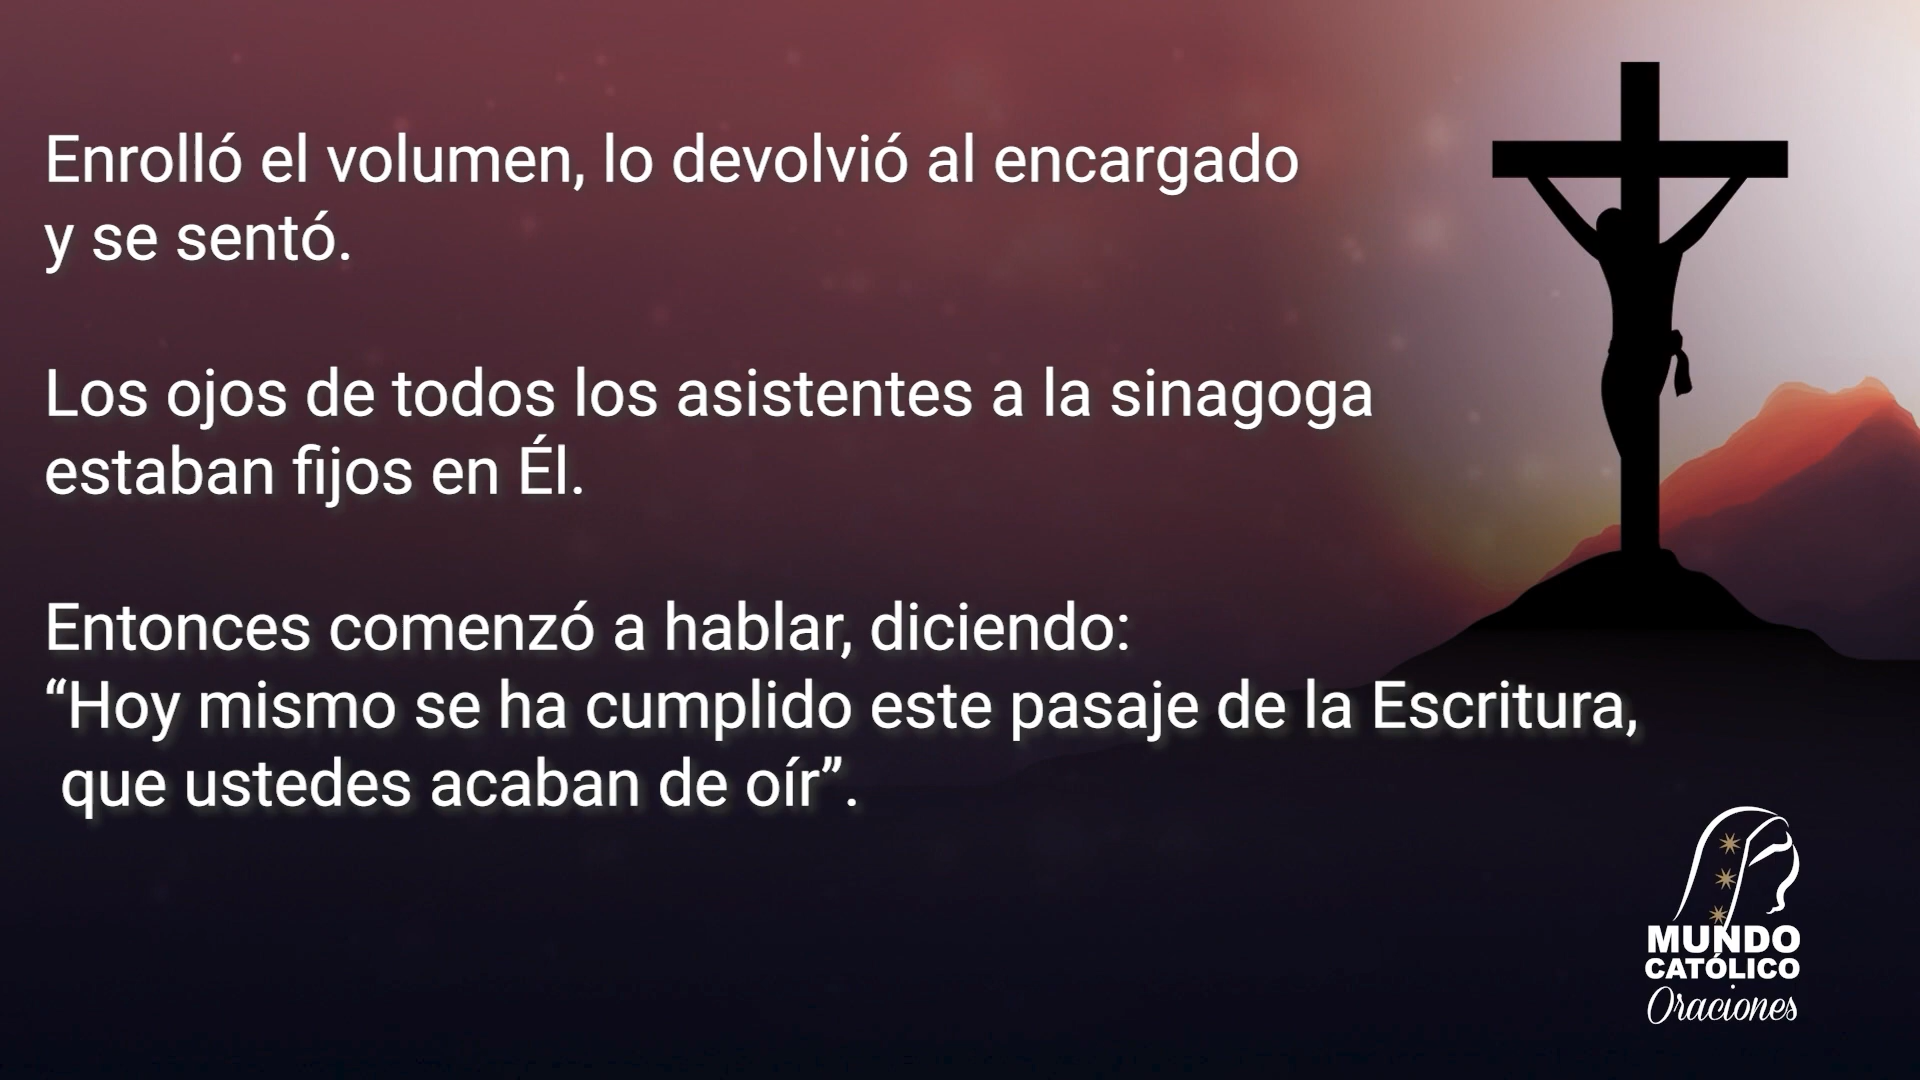 Enrolló el volumen, lo devolvió al encargado
y se sentó.
Los ojos de todos los asistentes a la sinagoga
estaban fijos en Él.
Entonces comenzó a hablar, diciendo:
“Hoy mismo se ha cumplido este pasaje de la Escritura,
que ustedes acaban de oír”.
MUNDO
CATÓLICO
Oraciones